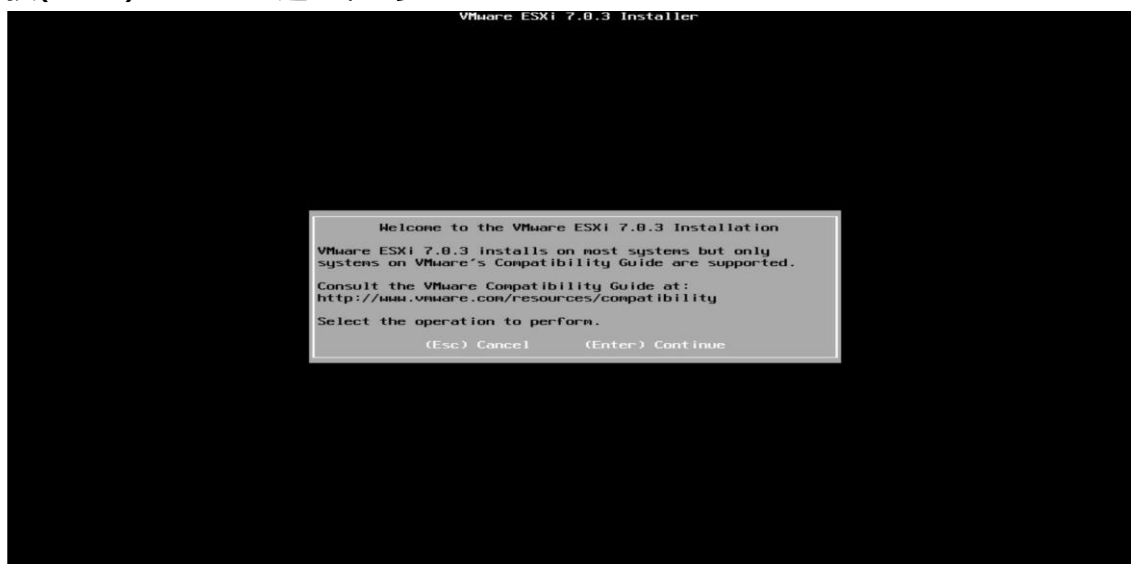 VMware ESXi 7.0.3 Installer
Welcome to the VMware ESXi 7.0.3 Installation
VMware ESXi 7.0.3 installs on most systems but only
systems on VMware's Compatibility Guide are supported.
Consult the VMware Compatibility Guide at:
http://www.vmware.com/resources/compatibility
Select the operation to perform.
(Esc) Cancel (Enter) Continue